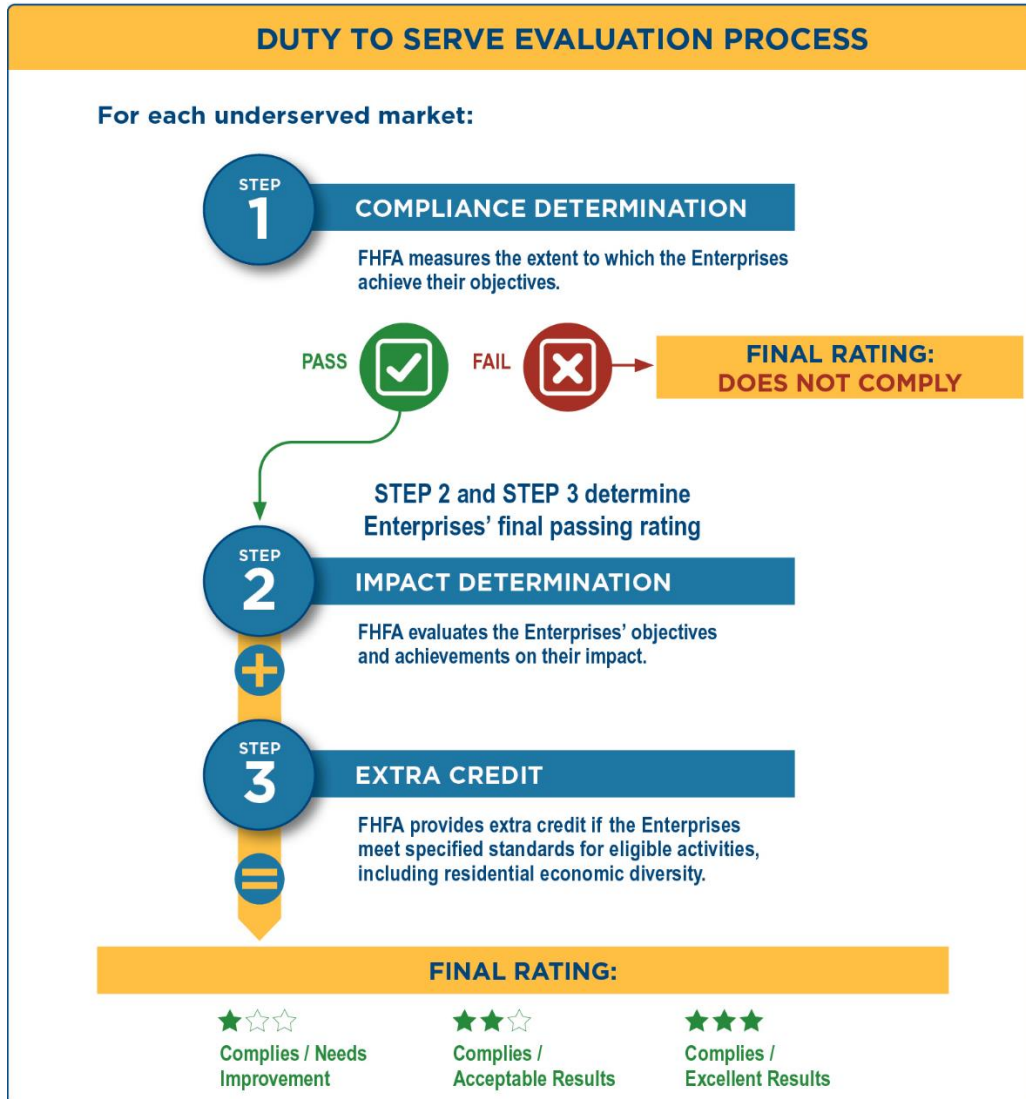 DUTY TO SERVE EVALUATION PROCESS
For each underserved market:
STEP
1
COMPLIANCE DETERMINATION
FHFA measures the extent to which the Enterprises
achieve their objectives.
PASS
FAIL
FINAL RATING:
DOES NOT COMPLY
STEP 2 and STEP 3 determine
Enterprises’ final passing rating
STEP
2
IMPACT DETERMINATION
FHFA evaluates the Enterprises’ objectives
and achievements on their impact.
+
STEP
3
EXTRA CREDIT
FHFA provides extra credit if the Enterprises
meet specified standards for eligible activities,
including residential economic diversity.
=
FINAL RATING:
Complies / Needs
Improvement
Complies /
Acceptable Results
Complies /
Excellent Results